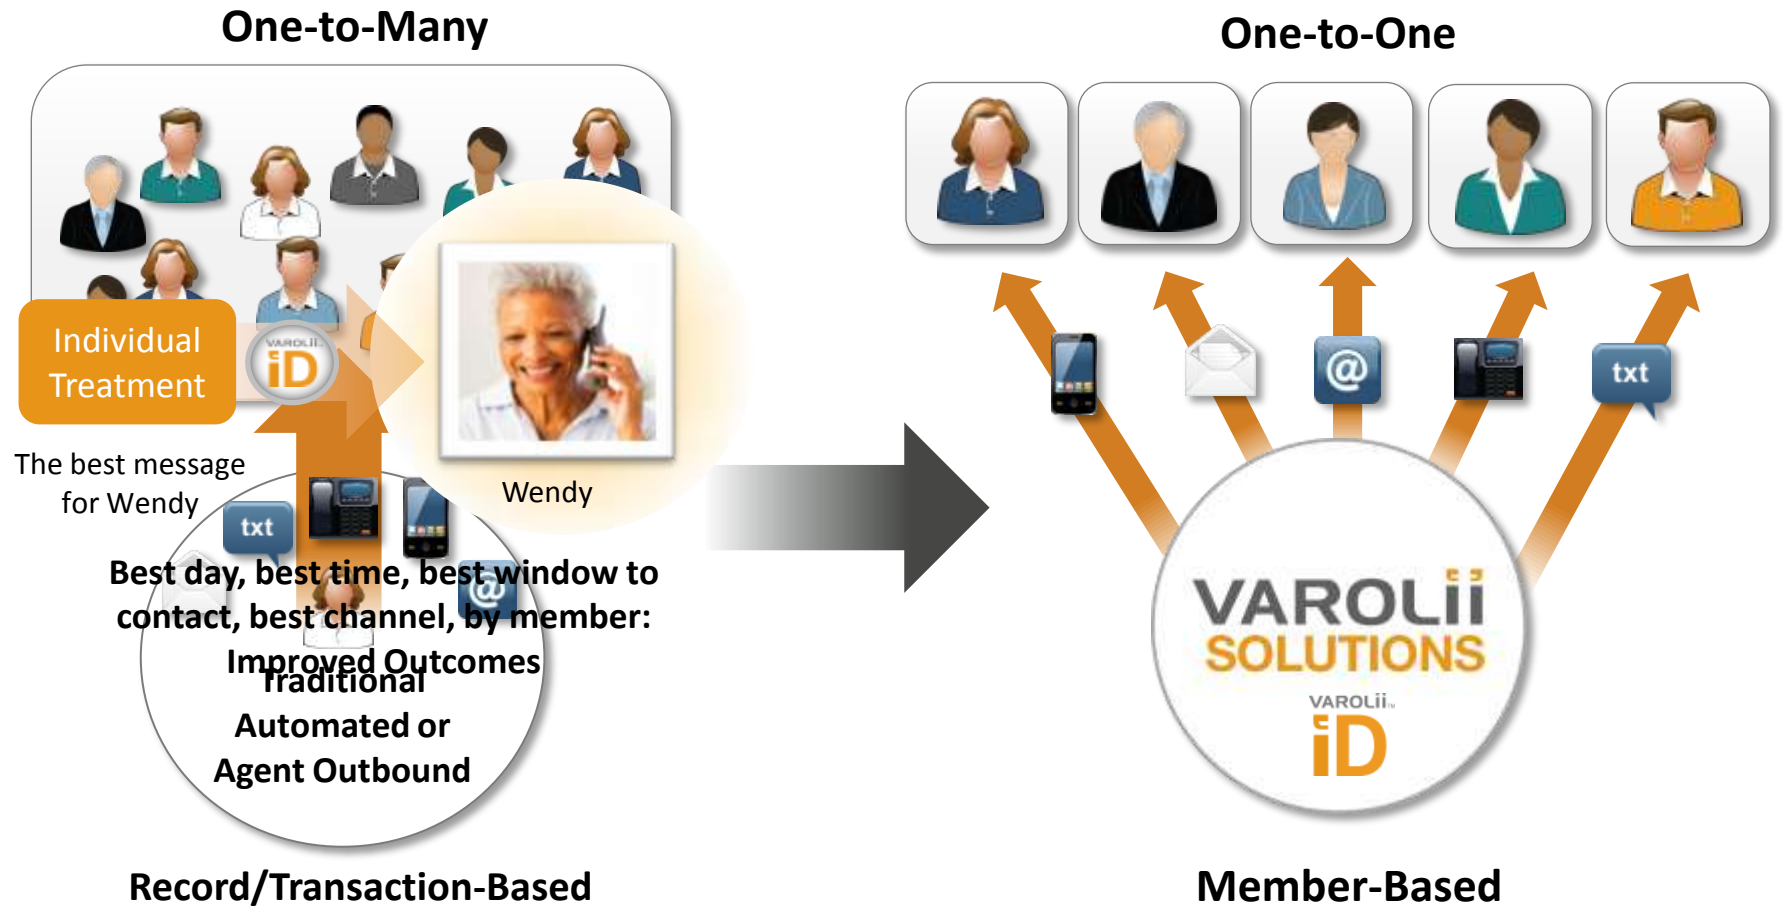 One-to-Many
One-to-One
Individual
Treatment
VAROLii
iD
The best message
for Wendy
Wendy
txt
Best day, best time, best window to
contact, best channel, by member:
Improved Outcomes
@
Traditional
Automated or
Agent Outbound
Record/Transaction-Based
@
txt
VAROLii
SOLUTIONS
VAROLii™
iD
Member-Based